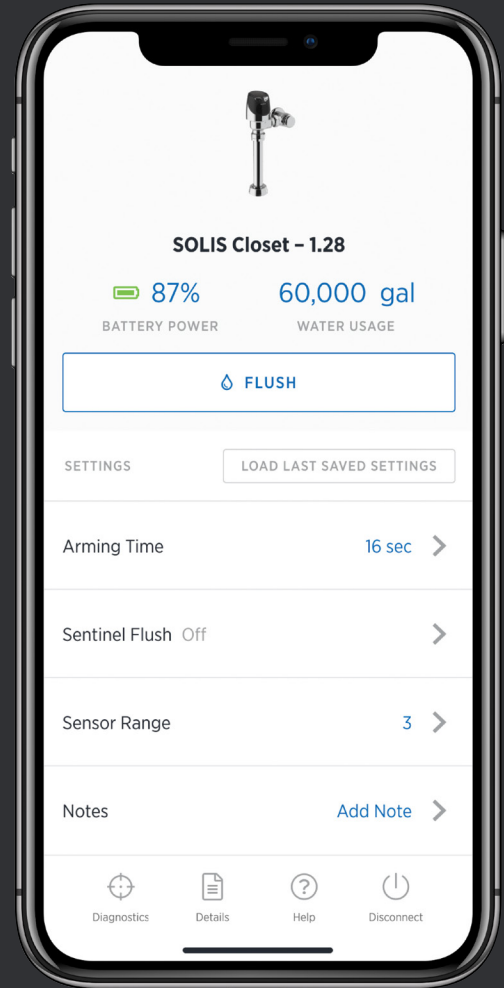 SOLIS Closet – 1.28
87% 60,000 gal
BATTERY POWER WATER USAGE
FLUSH
SETTINGS LOAD LAST SAVED SETTINGS
Arming Time 16 sec
Sentinel Flush Off
Sensor Range 3
Notes Add Note
Diagnostics Details Help Disconnect